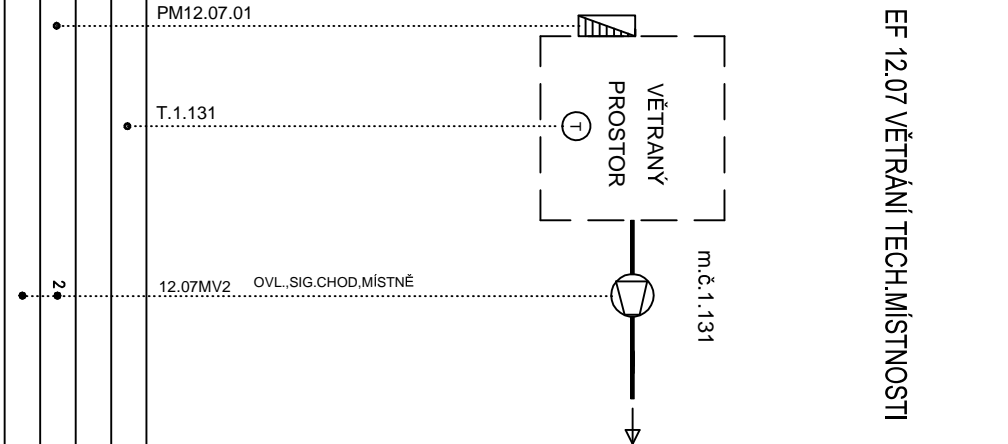 EF 12.07 VĚTRÁNÍ TECH.MÍSTNOSTI
PM12.07.01
VĚTRANÝ
PROSTOR
T.1.131
T
m.č.1.131
12.07MV2 OVL.,SIG.CHOD,MÍSTNĚ
2